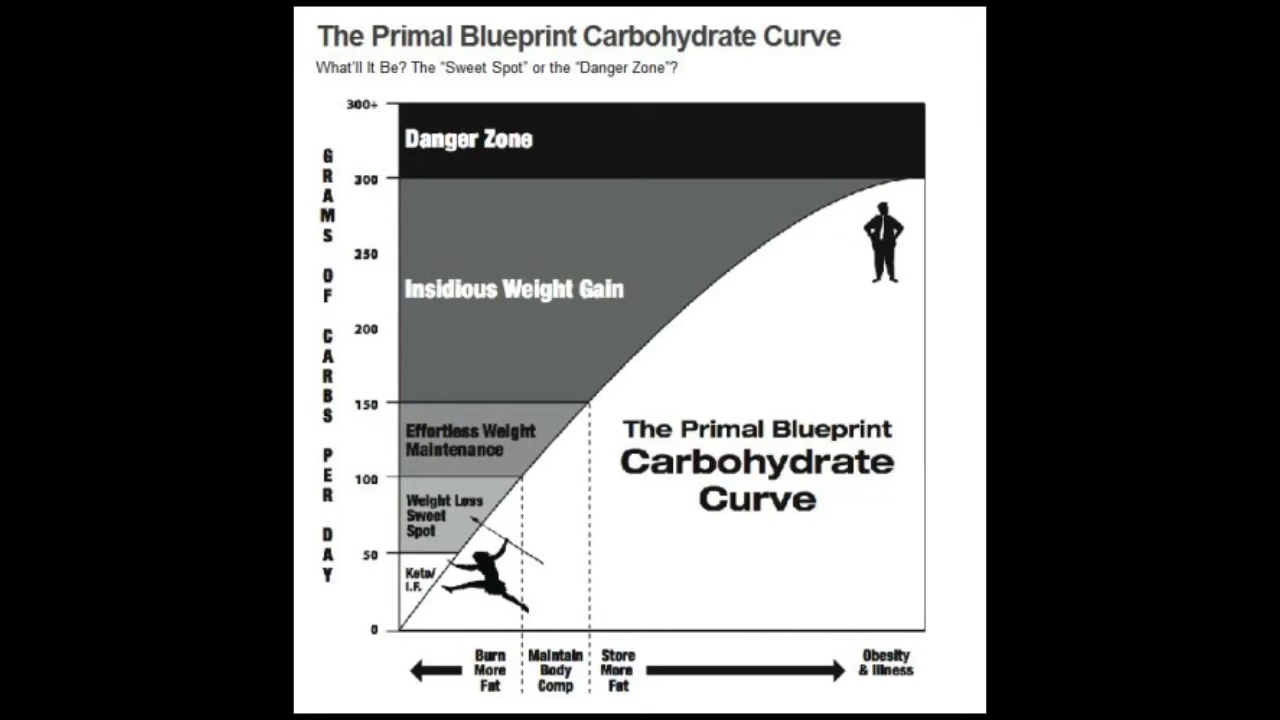 The Primal Blueprint Carbohydrate Curve
What'll It Be? The "Sweet Spot" or the "Danger Zone"?
GRAMS OF CARBS PER DAY
300+
300
250
200
150
100
50
0
Danger Zone
Insidious Weight Gain
Effortless Weight
Maintenance
Weight Loss
Sweet
Spot
Keto/
I.F.
The Primal Blueprint
Carbohydrate
Curve
Burn
More
Fat
Maintain
Body
Comp
Store
More
Fat
Obesity
& Illness